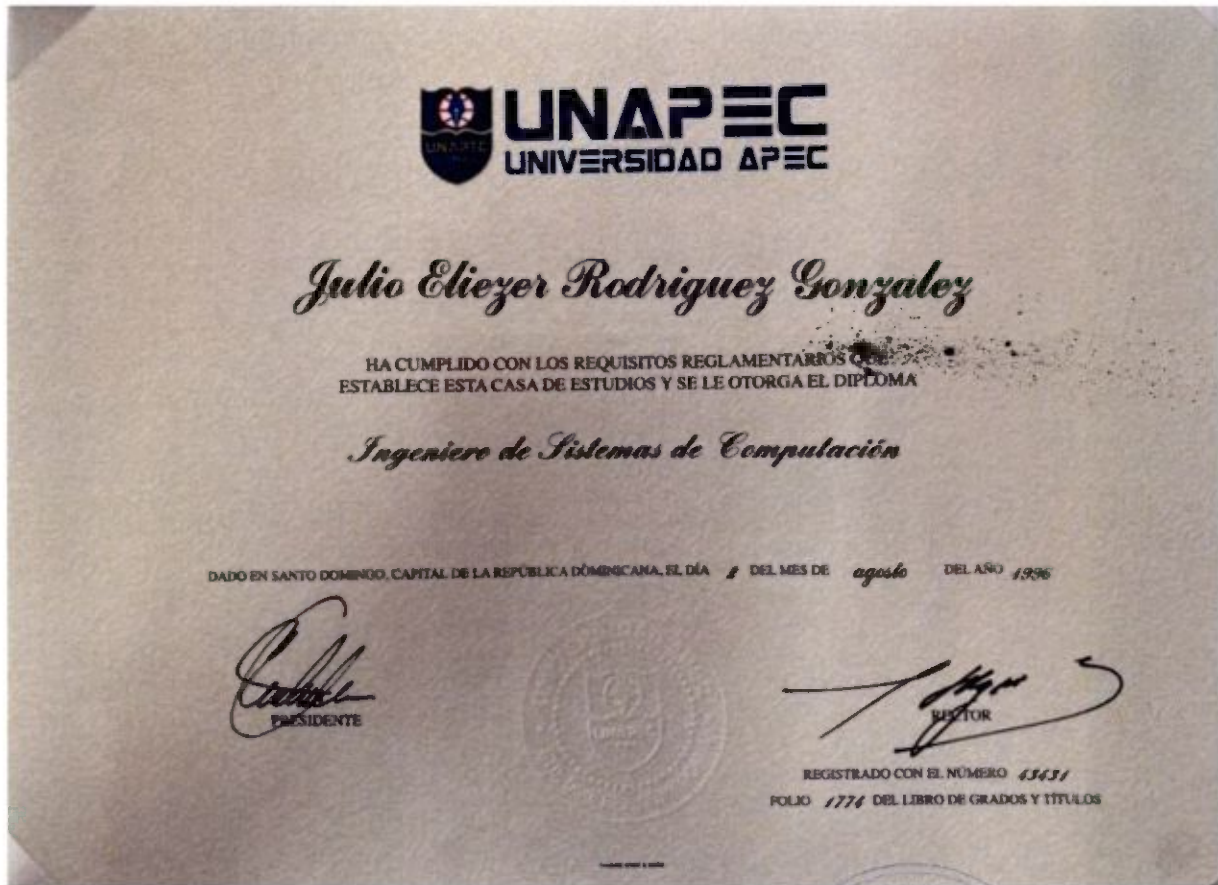 UNAPEC
UNIVERSIDAD APEC
UNAPEC
Julio Eliezer Rodriguez Gonzalez
HA CUMPLIDO CON LOS REQUISITOS REGLAMENTARIOS QUE
ESTABLECE ESTA CASA DE ESTUDIOS Y SE LE OTORGA EL DIPLOMA
Ingeniero de Sistemas de Computación
DADO EN SANTO DOMINGO, CAPITAL DE LA REPÚBLICA DOMINICANA, EL DÍA DEL MES DE agosto DEL AÑO 1996
PRESIDENTE
UNAPEC
RECTOR
REGISTRADO CON EL NÚMERO
FOLIO DEL LIBRO DE GRADOS Y TÍTULOS